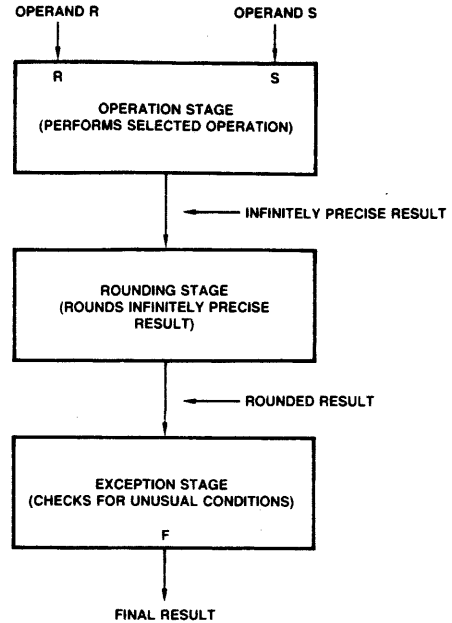 OPERAND R
OPERAND S
R
S
OPERATION STAGE
(PERFORMS SELECTED OPERATION)
INFINITELY PRECISE RESULT
ROUNDING STAGE
(ROUNDS INFINITELY PRECISE
RESULT)
ROUNDED RESULT
EXCEPTION STAGE
(CHECKS FOR UNUSUAL CONDITIONS)
F
FINAL RESULT